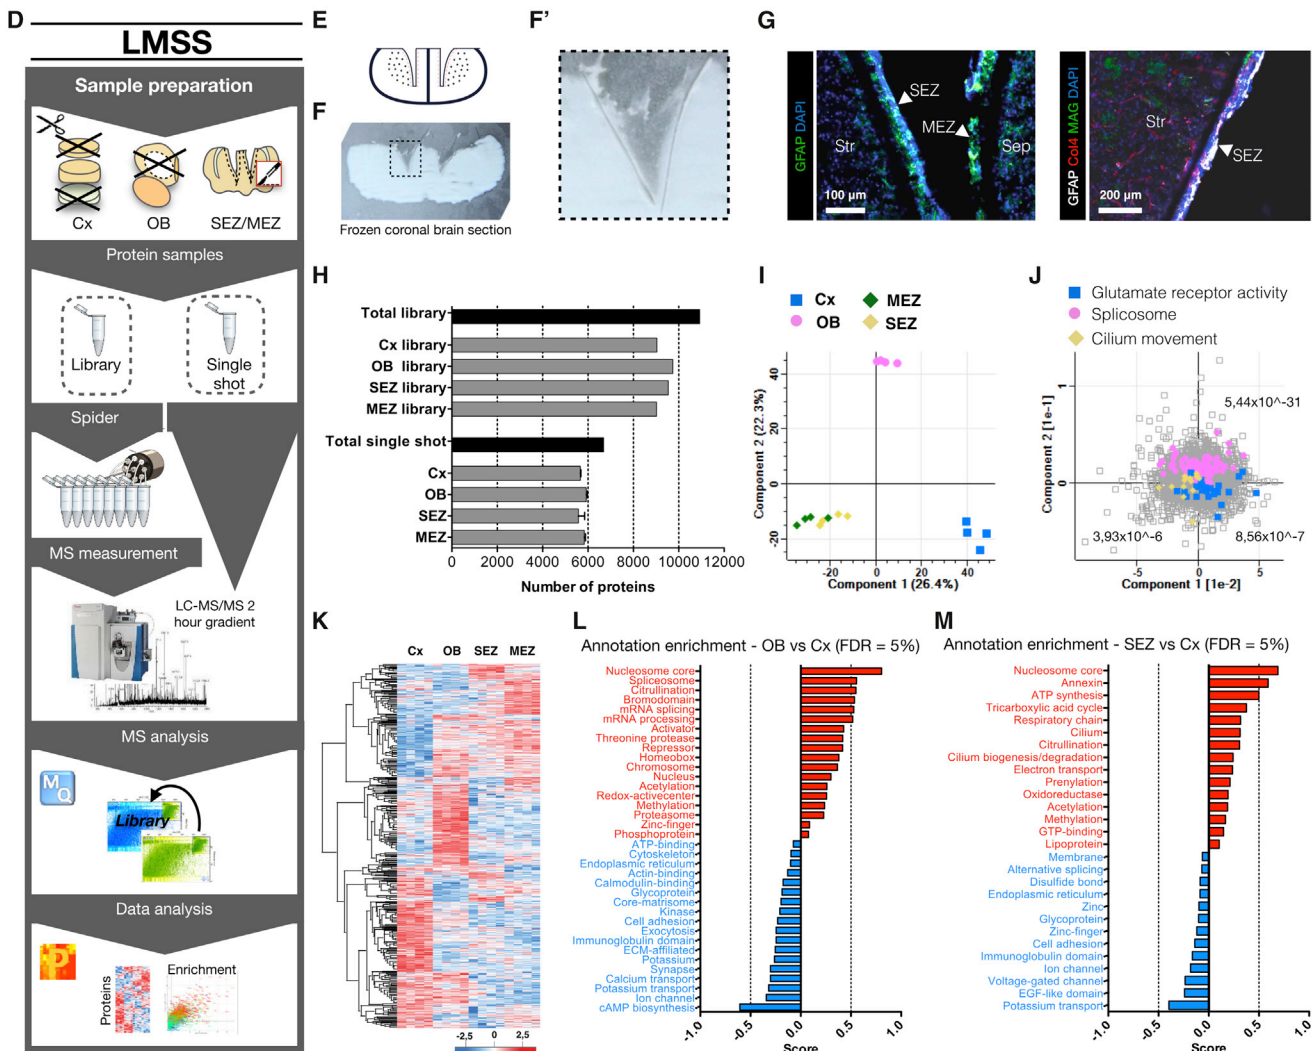 D
LMSS
Sample preparation
Cx
OB
SEZ/MEZ
Protein samples
Library
Single
shot
Spider
MS measurement
LC-MS/MS 2
hour gradient
MS analysis
M
Q
Library
Data analysis
P
Proteins
Enrichment
E
F
Frozen coronal brain section
F’
G
GFAP DAPI
Str
SEZ
MEZ
Sep
100 µm
GFAP Col4 MAG DAPI
Str
SEZ
200 µm
H
Total library
Cx library
OB library
SEZ library
MEZ library
Total single shot
Cx
OB
SEZ
MEZ
0 2000 4000 6000 8000 10000 12000
Number of proteins
I
Cx
MEZ
OB
SEZ
Component 2 (22.3%)
40
20
0
-20
-20 0 20 40
Component 1 (26.4%)
J
Glutamate receptor activity
Splicosome
Cilium movement
Component 2 [1e-1]
1
0
5,44x10^-31
3,93x10^-6
8,56x10^-7
-5 0 5
Component 1 [1e-2]
K
Cx OB SEZ MEZ
-2,5 0 2,5
L
Annotation enrichment - OB vs Cx (FDR = 5%)
Nucleosome core
Spliceosome
Citrullination
Bromodomain
mRNA splicing
mRNA processing
Activator
Threonine protease
Repressor
Homeobox
Chromosome
Nucleus
Acetylation
Redox-activecenter
Methylation
Proteasome
Zinc-finger
Phosphoprotein
ATP-binding
Cytoskeleton
Endoplasmic reticulum
Actin-binding
Calmodulin-binding
Glycoprotein
Core-matrisome
Kinase
Cell adhesion
Exocytosis
Immunoglobulin domain
ECM-affiliated
Potassium
Synapse
Calcium transport
Potassium transport
Ion channel
cAMP biosynthesis
-1.0 -0.5 0.0 0.5 1.0
Score
M
Annotation enrichment - SEZ vs Cx (FDR = 5%)
Nucleosome core
Annexin
ATP synthesis
Tricarboxylic acid cycle
Respiratory chain
Cilium
Citrullination
Cilium biogenesis/degradation
Electron transport
Prenylation
Oxidoreductase
Acetylation
Methylation
GTP-binding
Lipoprotein
Membrane
Alternative splicing
Disulfide bond
Endoplasmic reticulum
Zinc
Glycoprotein
Zinc-finger
Cell adhesion
Immunoglobulin domain
Ion channel
Voltage-gated channel
EGF-like domain
Potassium transport
-1.0 -0.5 0.0 0.5 1.0
Score